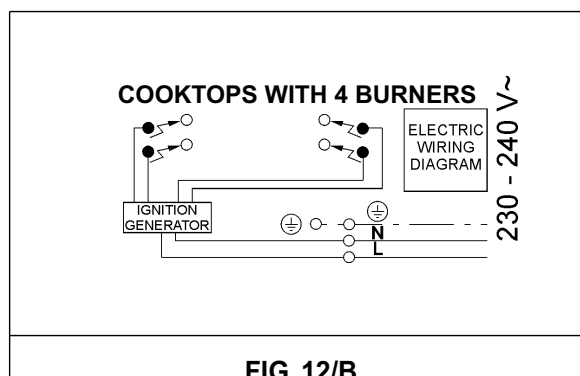 COOKTOPS WITH 4 BURNERS
ELECTRIC
WIRING
DIAGRAM
230 - 240 V~
IGNITION
GENERATOR
N
L
FIG. 12/B